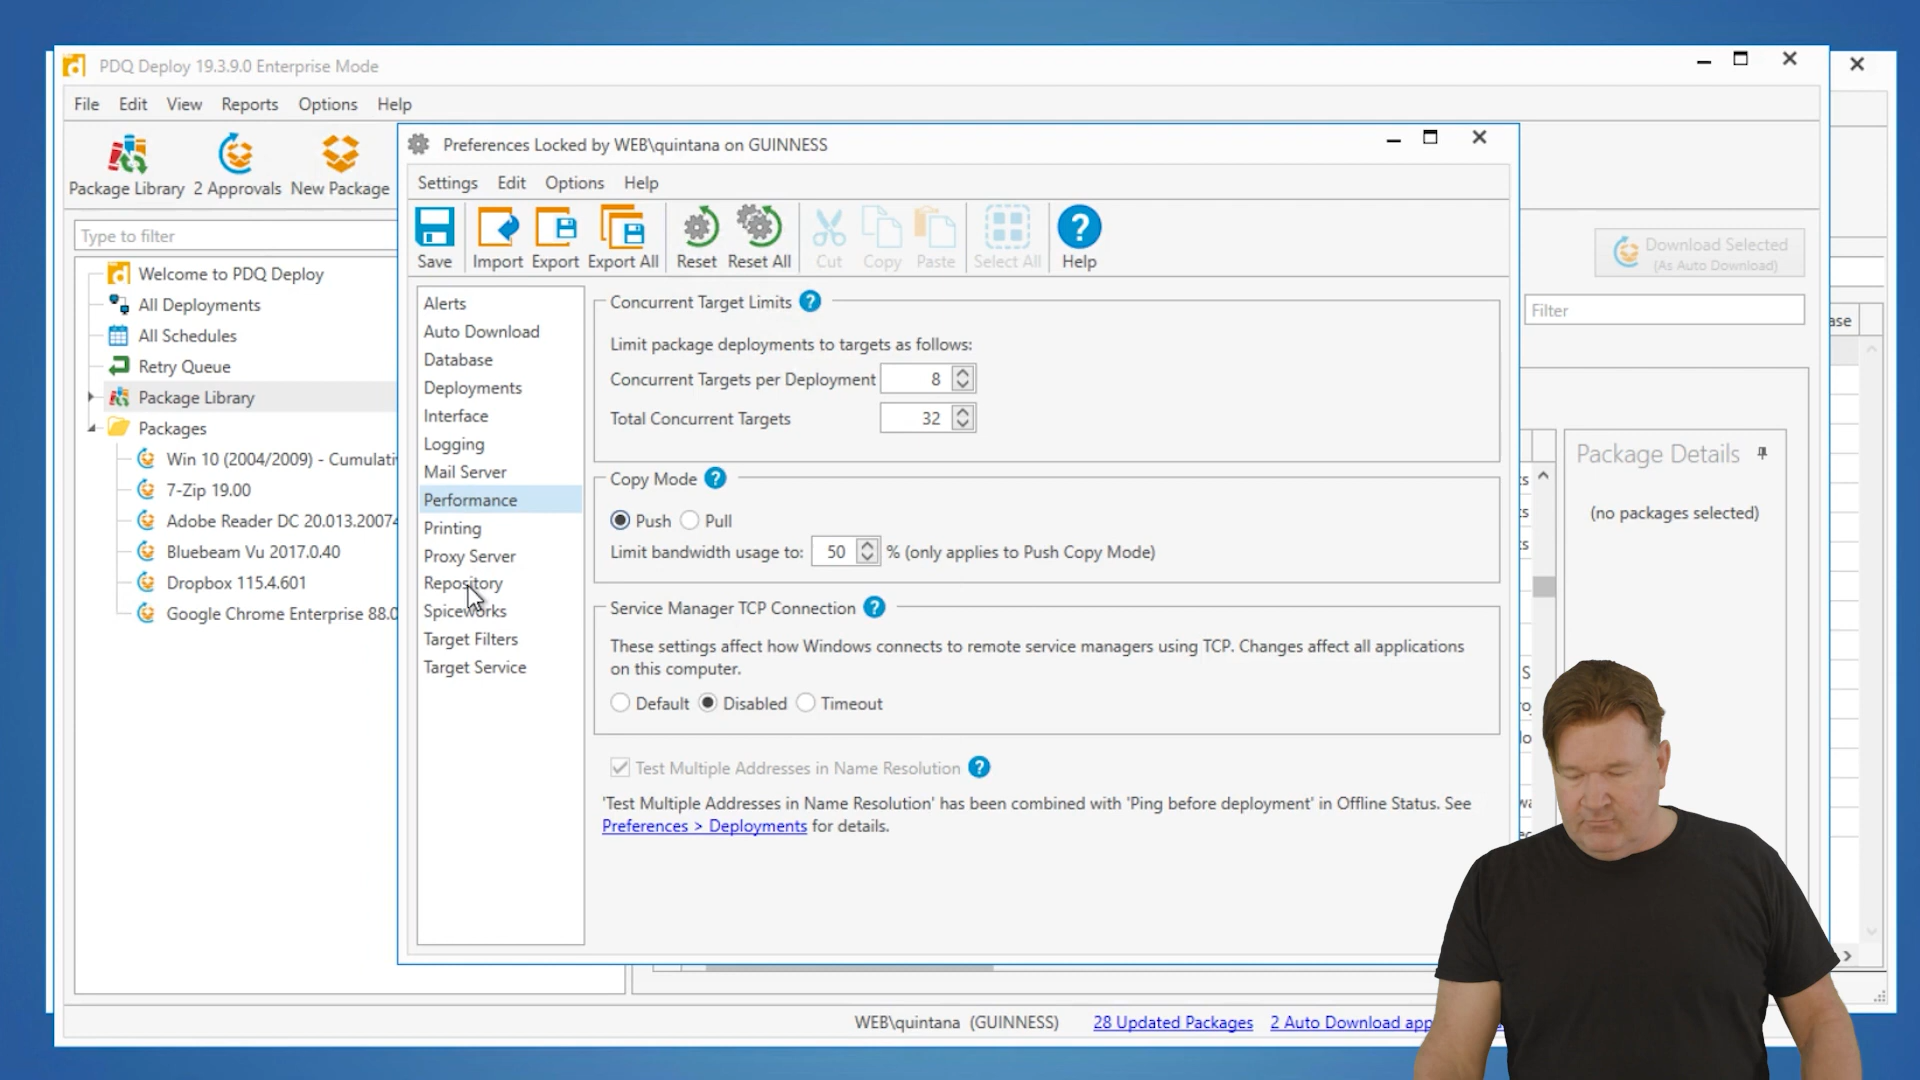 PDQ Deploy 19.3.9.0 Enterprise Mode
File Edit View Reports Options Help
Package Library 2 Approvals New Package
Type to filter
Welcome to PDQ Deploy
All Deployments
All Schedules
Retry Queue
Package Library
Packages
Win 10 (2004/2009) - Cumulati
7-Zip 19.00
Adobe Reader DC 20.013.20074
Bluebeam Vu 2017.0.40
Dropbox 115.4.601
Google Chrome Enterprise 88.0
Preferences Locked by WEB\quintana on GUINNESS
Settings Edit Options Help
Save Import Export Export All Reset Reset All Cut Copy Paste Select All Help
Alerts
Auto Download
Database
Deployments
Interface
Logging
Mail Server
Performance
Printing
Proxy Server
Repository
Spiceworks
Target Filters
Target Service
Concurrent Target Limits ?
Limit package deployments to targets as follows:
Concurrent Targets per Deployment 8
Total Concurrent Targets 32
Copy Mode ?
Push Pull
Limit bandwidth usage to: 50 % (only applies to Push Copy Mode)
Service Manager TCP Connection ?
These settings affect how Windows connects to remote service managers using TCP. Changes affect all applications
on this computer.
Default Disabled Timeout
Test Multiple Addresses in Name Resolution ?
'Test Multiple Addresses in Name Resolution' has been combined with 'Ping before deployment' in Offline Status. See
Preferences > Deployments for details.
Download Selected
(As Auto Download)
Filter
ase
Package Details
(no packages selected)
WEB\quintana (GUINNESS) 28 Updated Packages 2 Auto Download app